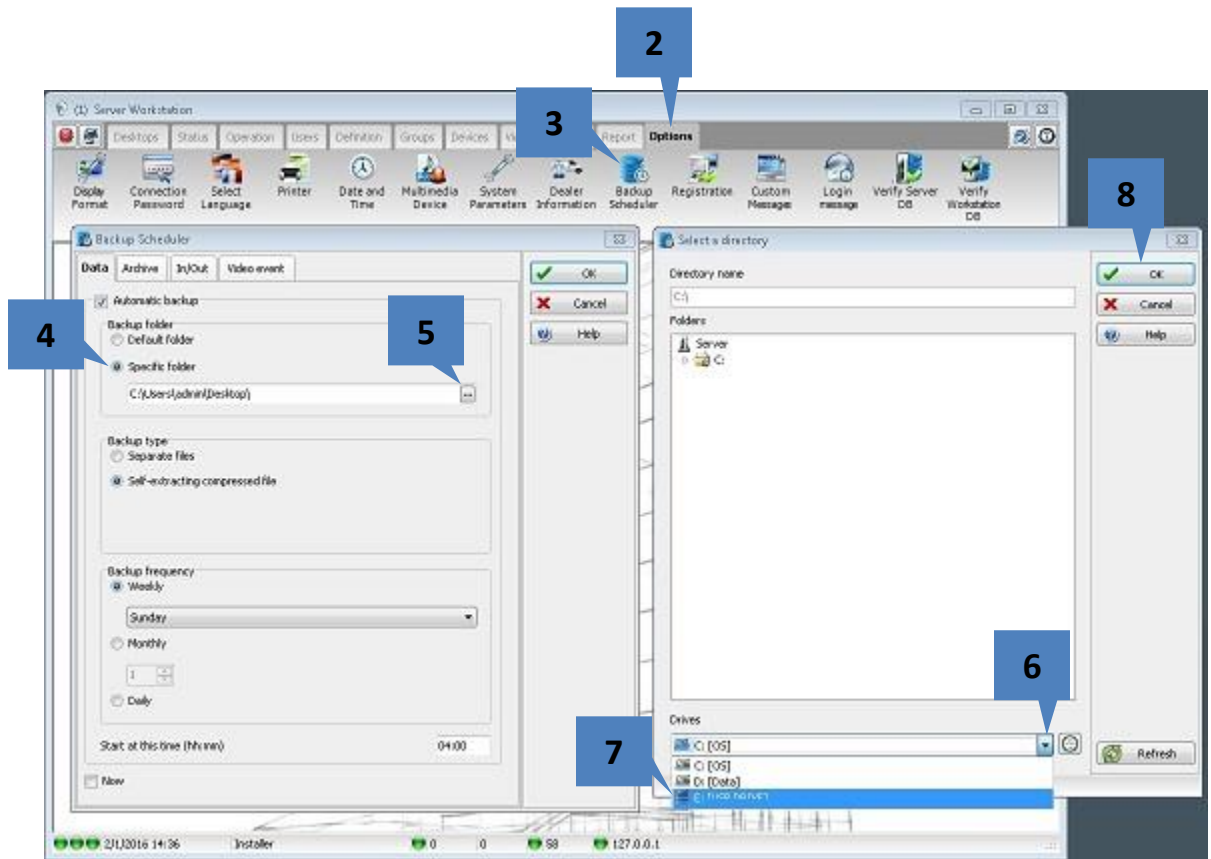 2
(1) Server Workstation
3
Desktops Status Operation Users Definition Groups Devices Report Options
Display Format Connection Password Select Language Printer Date and Time Multimedia Device System Parameters Dealer Information Backup Scheduler Registration Custom Messages Login message Verify Server DB Verify Workstation DB
8
Backup Scheduler
Data Archive In/Out Video event
OK
Cancel
Help
4
Automatic backup
Backup folder
Default folder
5
Specific folder
C:\Users\admin\Desktop\
...
Backup type
Separate files
Self-extracting compressed file
Backup frequency
Weekly
Sunday
Monthly
1
Daily
Start at this time (hh:mm) 04:00
Now
Select a directory
Directory name
C:\
Folders
Server
C:
OK
Cancel
Help
6
Drives
7
C: [OS]
C: [OS]
D: [Data]
Refresh
2/1/2016 14:36 Installer 0 0 58 127.0.0.1